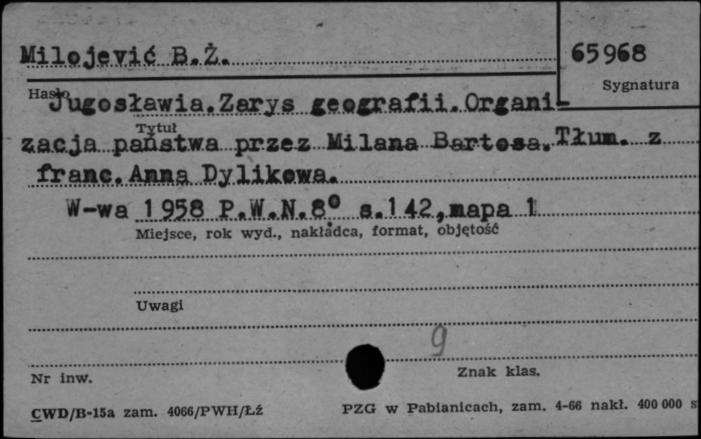 Milojević B.Ż.
65968
Sygnatura
Hasło
Jugosławia.Zarys geografii.Organi-
Tytuł
zacja państwa przez Milana Bartosa.Tłum. z
franc.Anna Dylikowa.
W-wa 1958 P.W.N.8° s.142,mapa 1
Miejsce, rok wyd., nakładca, format, objętość
Uwagi
9
Nr inw.
Znak klas.
CWD/B-15a zam. 4066/PWH/Łź
PZG w Pabianicach, zam. 4-66 nakł. 400 000 s